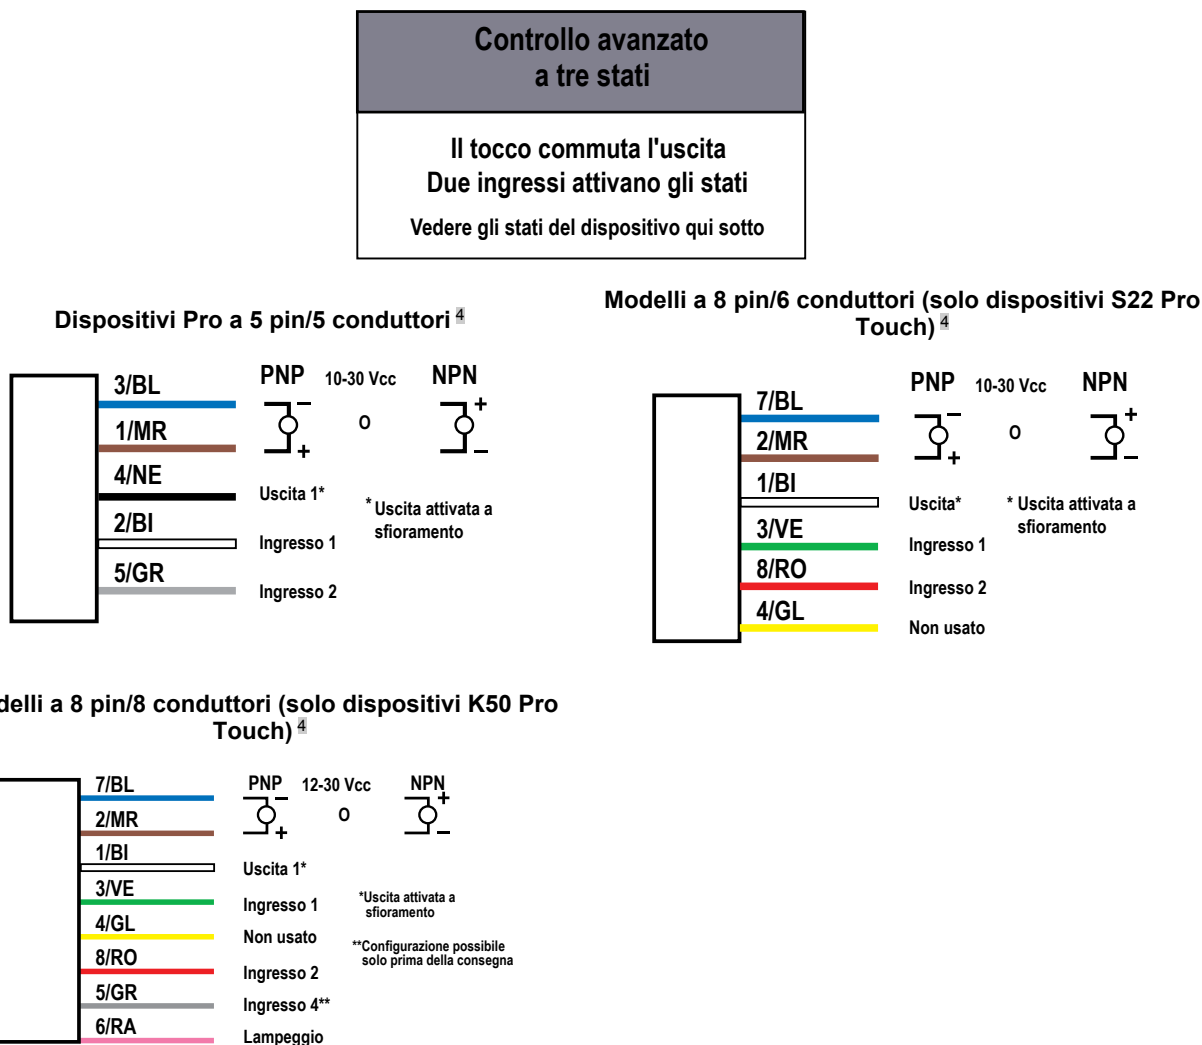 Controllo avanzato
a tre stati
Il tocco commuta l'uscita
Due ingressi attivano gli stati
Vedere gli stati del dispositivo qui sotto
Dispositivi Pro a 5 pin/5 conduttori 4
3/BL
1/MR
4/NE
2/BI
5/GR
PNP 10-30 Vcc NPN
− +
O
+ −
Uscita 1*
* Uscita attivata a
sfioramento
Ingresso 1
Ingresso 2
Modelli a 8 pin/6 conduttori (solo dispositivi S22 Pro
Touch) 4
7/BL
2/MR
1/BI
3/VE
8/RO
4/GL
PNP 10-30 Vcc NPN
− +
O
+ −
Uscita*
* Uscita attivata a
sfioramento
Ingresso 1
Ingresso 2
Non usato
delli a 8 pin/8 conduttori (solo dispositivi K50 Pro
Touch) 4
7/BL
2/MR
1/BI
3/VE
4/GL
8/RO
5/GR
6/RA
PNP 12-30 Vcc NPN
− +
O
+ −
Uscita 1*
Ingresso 1
Non usato
Ingresso 2
Ingresso 4**
Lampeggio
*Uscita attivata a
sfioramento
**Configurazione possibile
solo prima della consegna